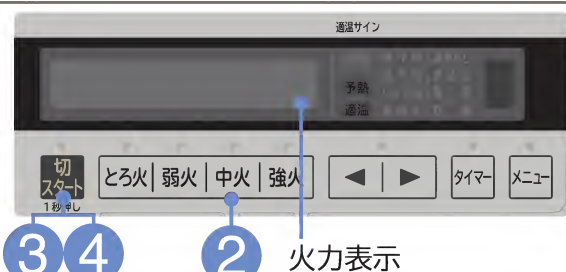 適温サイン
予熱
適温
切
スタート
1秒押し
とろ火 弱火 中火 強火 ◀ ▶ タイマー メニュー
3 4 2 火力表示